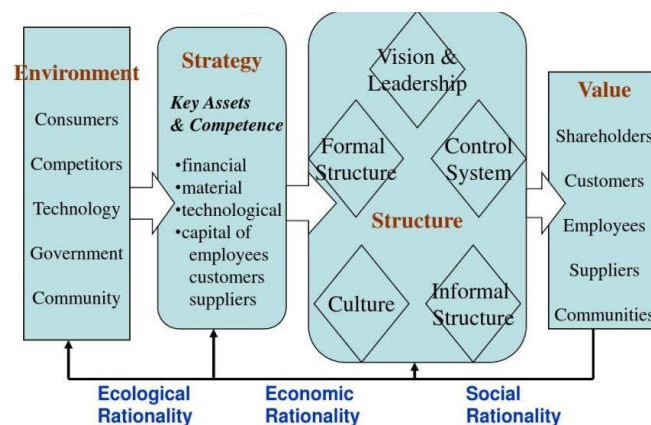 Environment
Consumers
Competitors
Technology
Government
Community
Strategy
Key Assets
& Competence
•financial
•material
•technological
•capital of
employees
customers
suppliers
Vision &
Leadership
Formal
Structure
Control
System
Structure
Culture
Informal
Structure
Value
Shareholders
Customers
Employees
Suppliers
Communities
Ecological
Rationality
Economic
Rationality
Social
Rationality